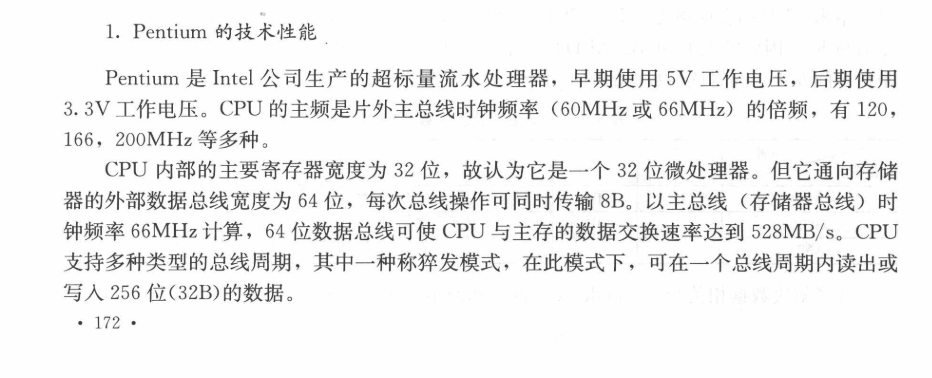 1. Pentium 的技术性能
Pentium 是 Intel 公司生产的超标量流水处理器，早期使用 5V 工作电压，后期使用
3.3V 工作电压。CPU 的主频是片外主总线时钟频率（60MHz 或 66MHz）的倍频，有 120，
166，200MHz 等多种。
CPU 内部的主要寄存器宽度为 32 位，故认为它是一个 32 位微处理器。但它通向存储
器的外部数据总线宽度为 64 位，每次总线操作可同时传输 8B。以主总线（存储器总线）时
钟频率 66MHz 计算，64 位数据总线可使 CPU 与主存的数据交换速率达到 528MB/s。CPU
支持多种类型的总线周期，其中一种称猝发模式，在此模式下，可在一个总线周期内读出或
写入 256 位(32B)的数据。
• 172 •